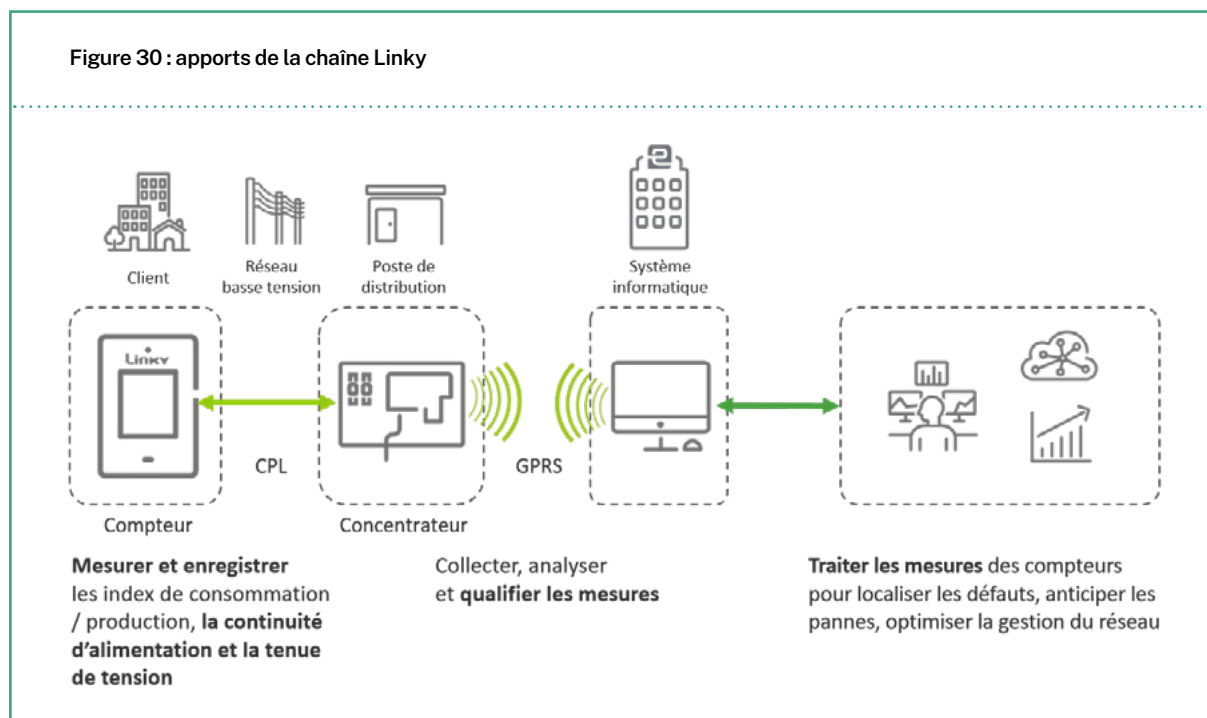 Figure 30 : apports de la chaîne Linky
Client
Réseau
basse tension
Poste de
distribution
Système
informatique
Linky
CPL
GPRS
Compteur
Concentrateur
Mesurer et enregistrer
les index de consommation
/ production, la continuité
d'alimentation et la tenue
de tension
Collecter, analyser
et qualifier les mesures
Traiter les mesures des compteurs
pour localiser les défauts, anticiper les
pannes, optimiser la gestion du réseau